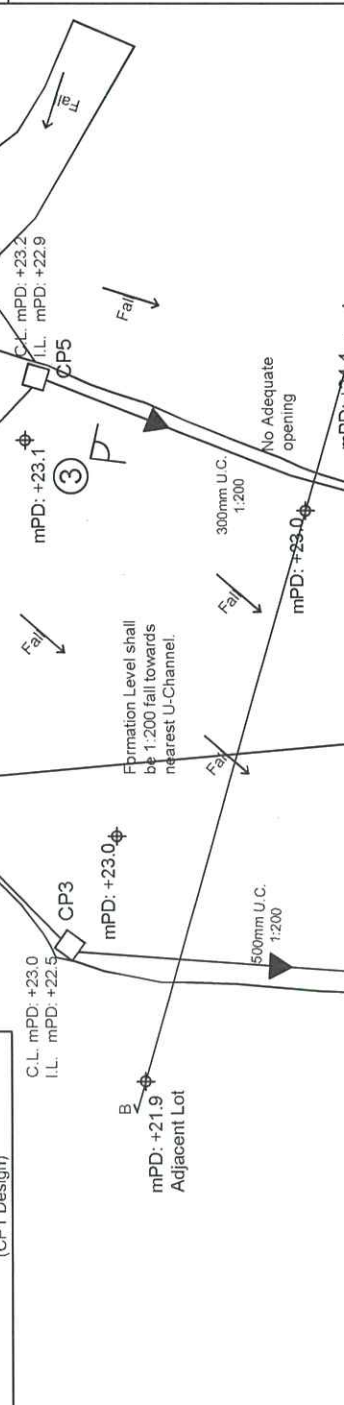 (CP1 Design)
Fall
C.L. mPD: +23.2
I.L. mPD: +22.9
CP5
mPD: +23.1
3
Fall
Fall
300mm U.C.
1:200
No Adequate
opening
mPD: +23.0
Fall
Formation Level shall
be 1:200 fall towards
nearest U-Channel.
Fall
C.L. mPD: +23.0
I.L. mPD: +22.5
CP3
mPD: +23.0
500mm U.C.
1:200
B
mPD: +21.9
Adjacent Lot